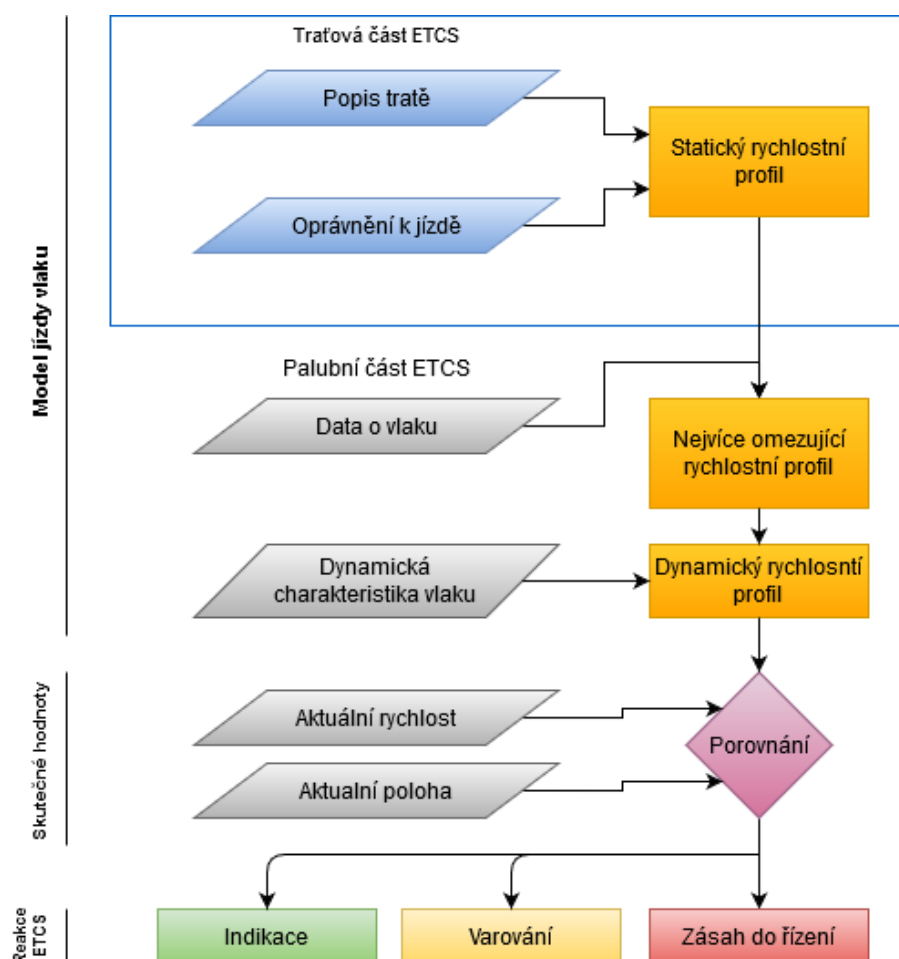 Traťová část ETCS
Popis tratě
Statický rychlostní
profil
Oprávnění k jízdě
Model jízdy vlaku
Palubní část ETCS
Data o vlaku
Nejvíce omezující
rychlostní profil
Dynamická
charakteristika vlaku
Dynamický rychlosntí
profil
Skutečné hodnoty
Aktuální rychlost
Porovnání
Aktualní poloha
Reakce
ETCS
Indikace
Varování
Zásah do řízení